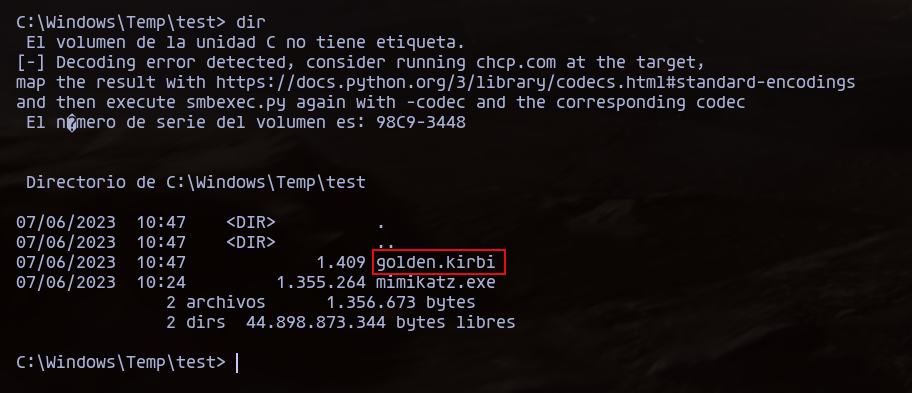 C:\Windows\Temp\test> dir
 El volumen de la unidad C no tiene etiqueta.
[-] Decoding error detected, consider running chcp.com at the target,
map the result with https://docs.python.org/3/library/codecs.html#standard-encodings
and then execute smbexec.py again with -codec and the corresponding codec
 El n�mero de serie del volumen es: 98C9-3448
 Directorio de C:\Windows\Temp\test
07/06/2023  10:47    <DIR>          .
07/06/2023  10:47    <DIR>          ..
07/06/2023  10:47             1.409 golden.kirbi
07/06/2023  10:24         1.355.264 mimikatz.exe
               2 archivos      1.356.673 bytes
               2 dirs  44.898.873.344 bytes libres
C:\Windows\Temp\test>